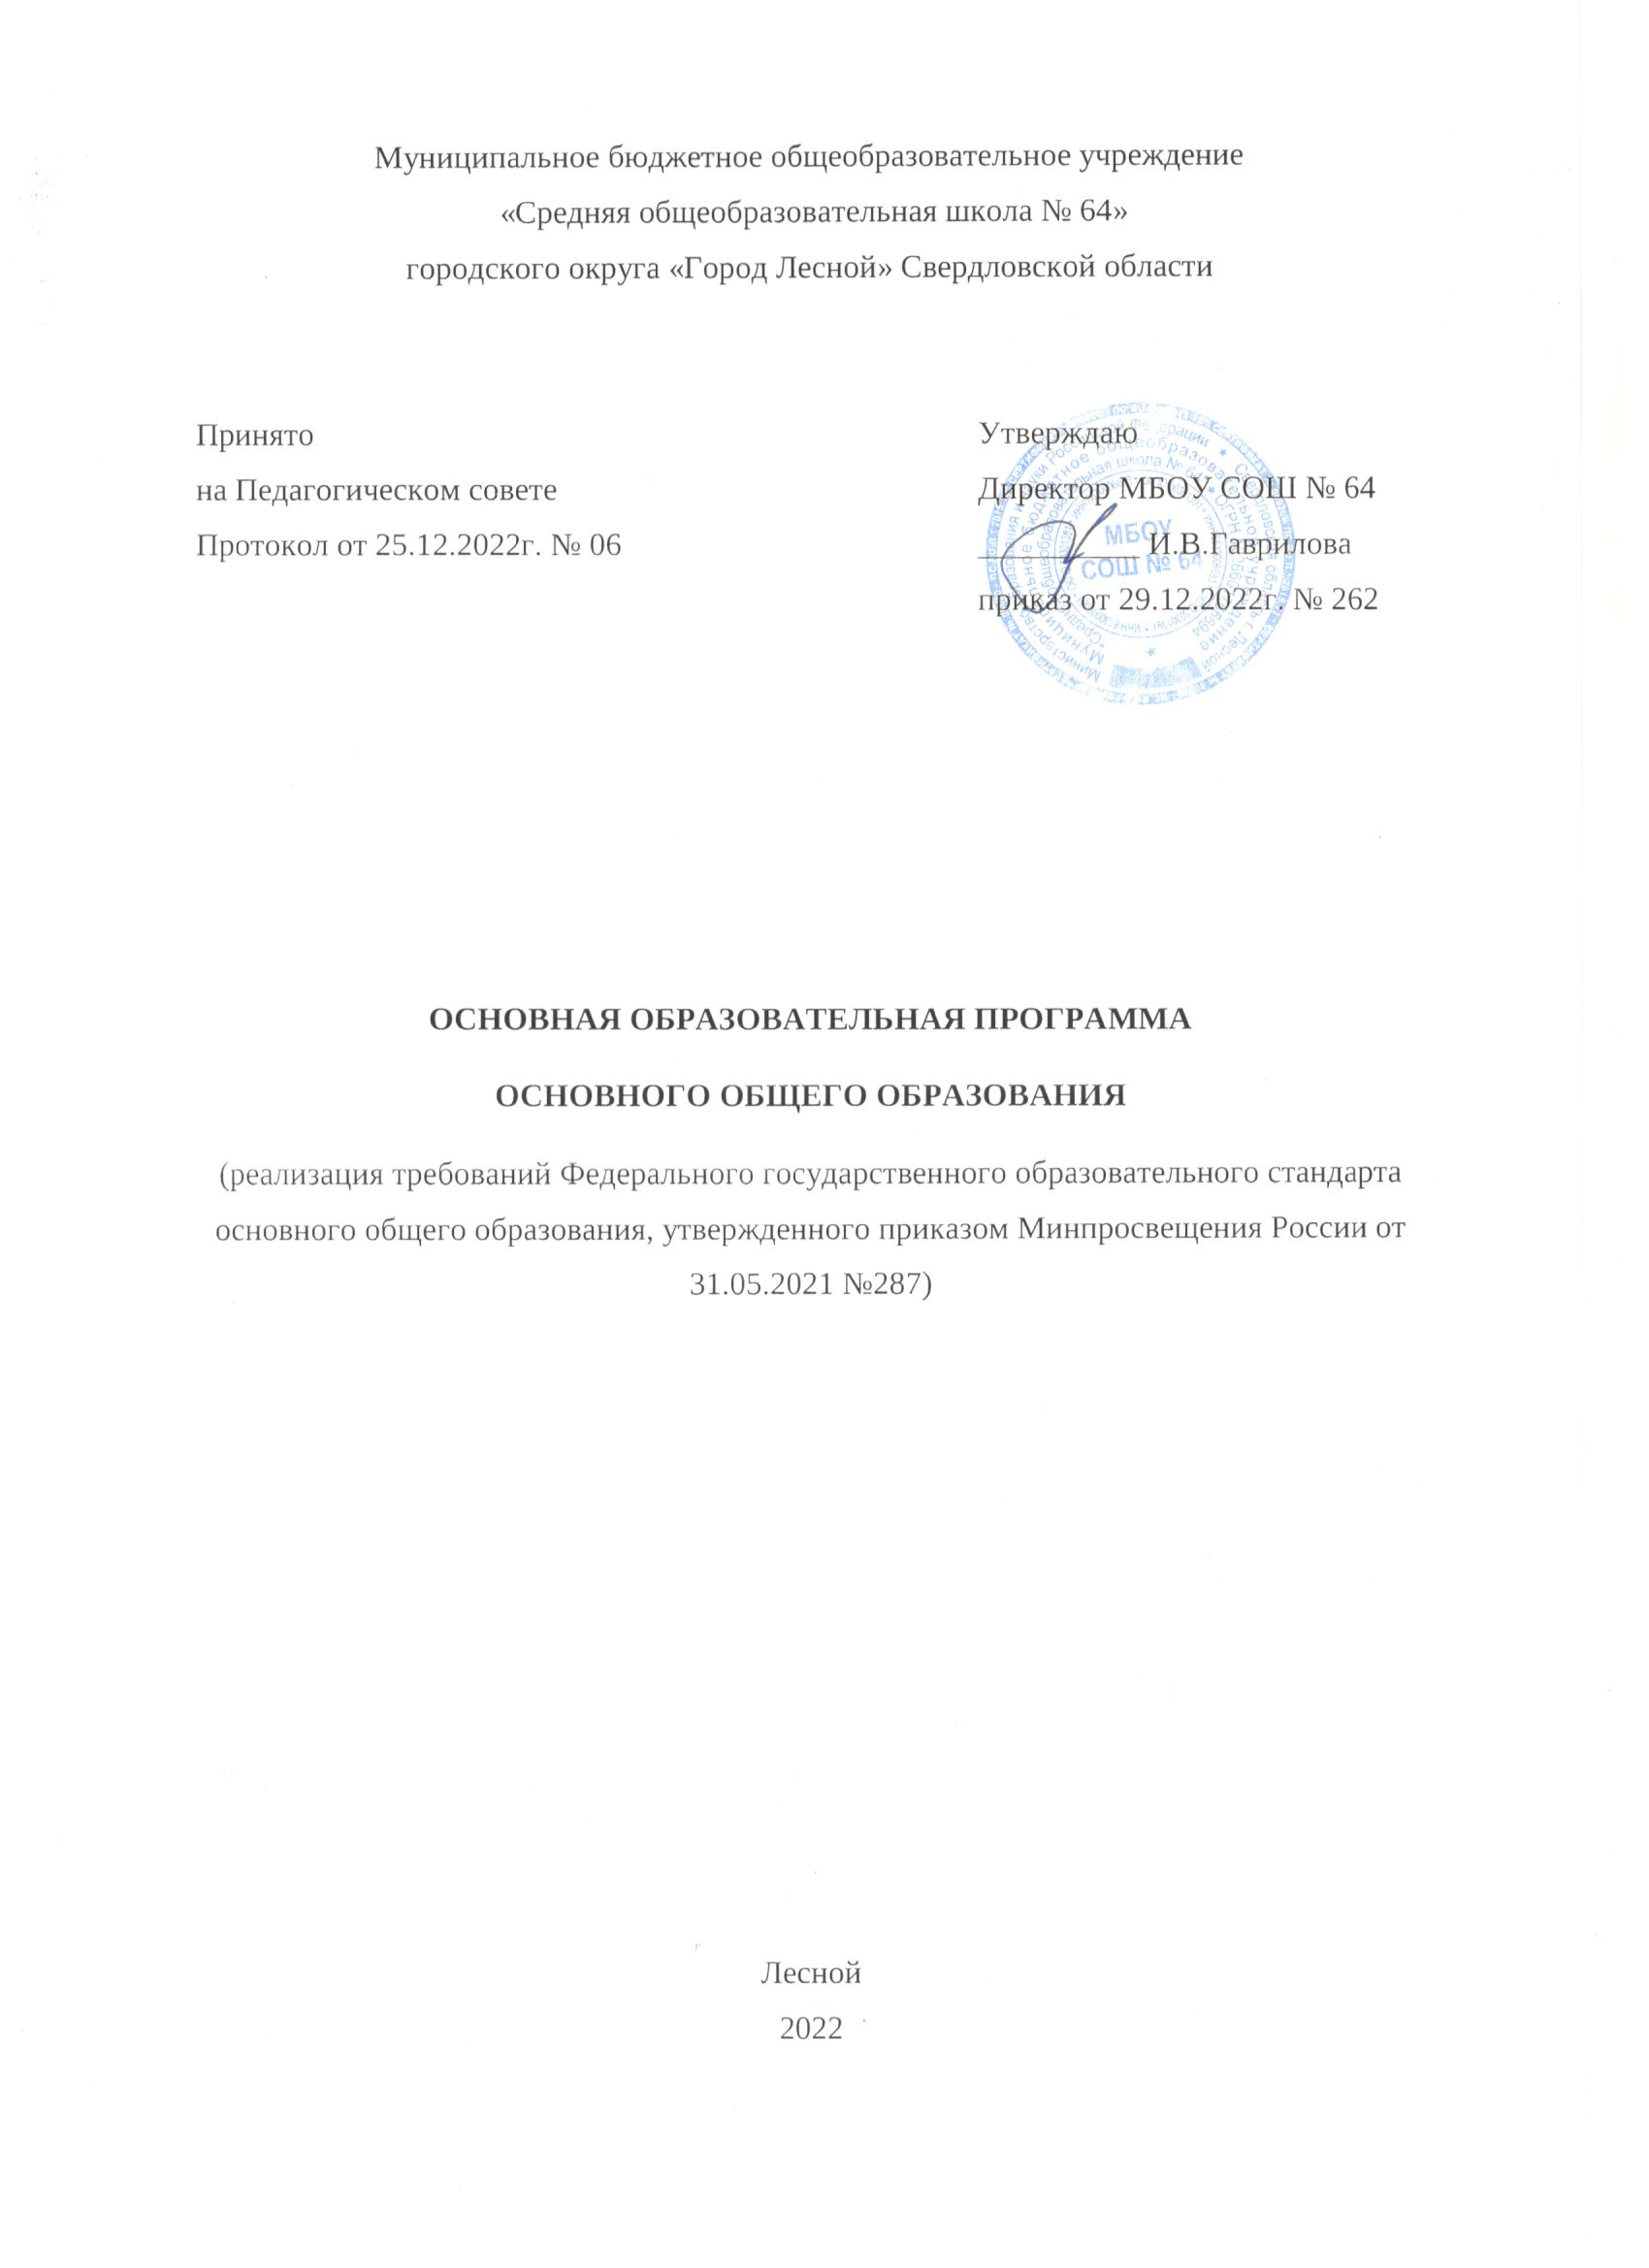 Муниципальное бюджетное общеобразовательное учреждение
«Средняя общеобразовательная школа № 64»
городского округа «Город Лесной» Свердловской области
Принято
на Педагогическом совете
Протокол от 25.12.2022г. № 06
Утверждаю
Директор МБОУ СОШ № 64
__________ И.В.Гаврилова
приказ от 29.12.2022г. № 262
МБОУ
СОШ № 64
ОСНОВНАЯ ОБРАЗОВАТЕЛЬНАЯ ПРОГРАММА
ОСНОВНОГО ОБЩЕГО ОБРАЗОВАНИЯ
(реализация требований Федерального государственного образовательного стандарта
основного общего образования, утвержденного приказом Минпросвещения России от
31.05.2021 №287)
Лесной
2022